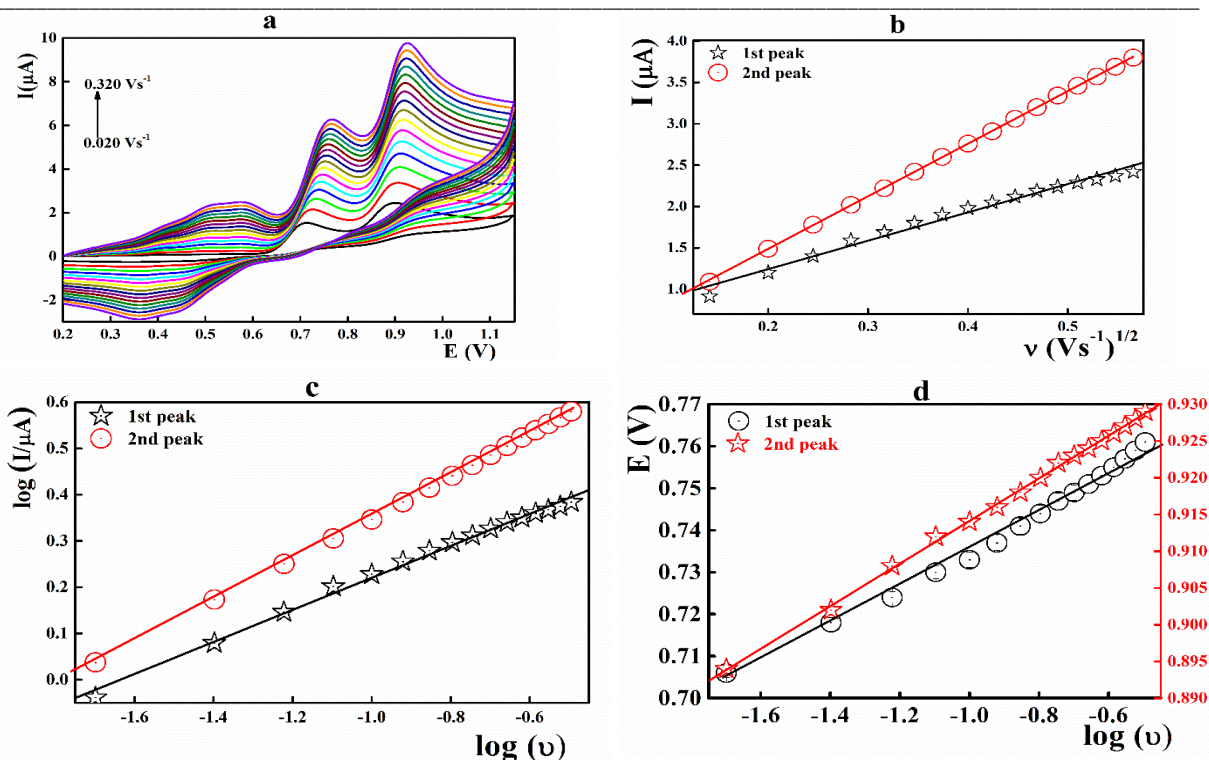 a
I(μA)
10
8
6
4
2
0
-2
0.320 Vs⁻¹
0.020 Vs⁻¹
0.2 0.3 0.4 0.5 0.6 0.7 0.8 0.9 1.0 1.1
E (V)
b
I (μA)
4.0
3.5
3.0
2.5
2.0
1.5
1.0
1st peak
2nd peak
0.2 0.3 0.4 0.5
ν (Vs⁻¹)¹/²
c
log (I/μA)
0.6
0.5
0.4
0.3
0.2
0.1
0.0
1st peak
2nd peak
-1.6 -1.4 -1.2 -1.0 -0.8 -0.6
log (υ)
d
E (V)
0.77
0.76
0.75
0.74
0.73
0.72
0.71
0.70
1st peak
2nd peak
0.930
0.925
0.920
0.915
0.910
0.905
0.900
0.895
0.890
-1.6 -1.4 -1.2 -1.0 -0.8 -0.6
log (υ)